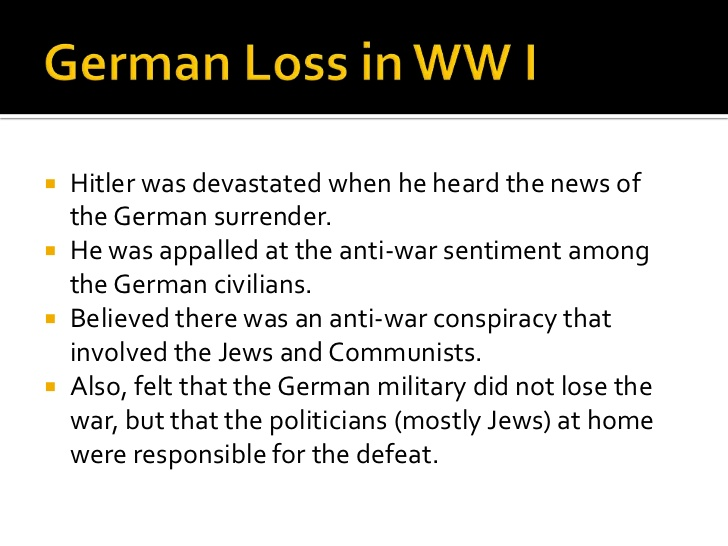 German Loss in WW I
Hitler was devastated when he heard the news of
the German surrender.
He was appalled at the anti-war sentiment among
the German civilians.
Believed there was an anti-war conspiracy that
involved the Jews and Communists.
Also, felt that the German military did not lose the
war, but that the politicians (mostly Jews) at home
were responsible for the defeat.